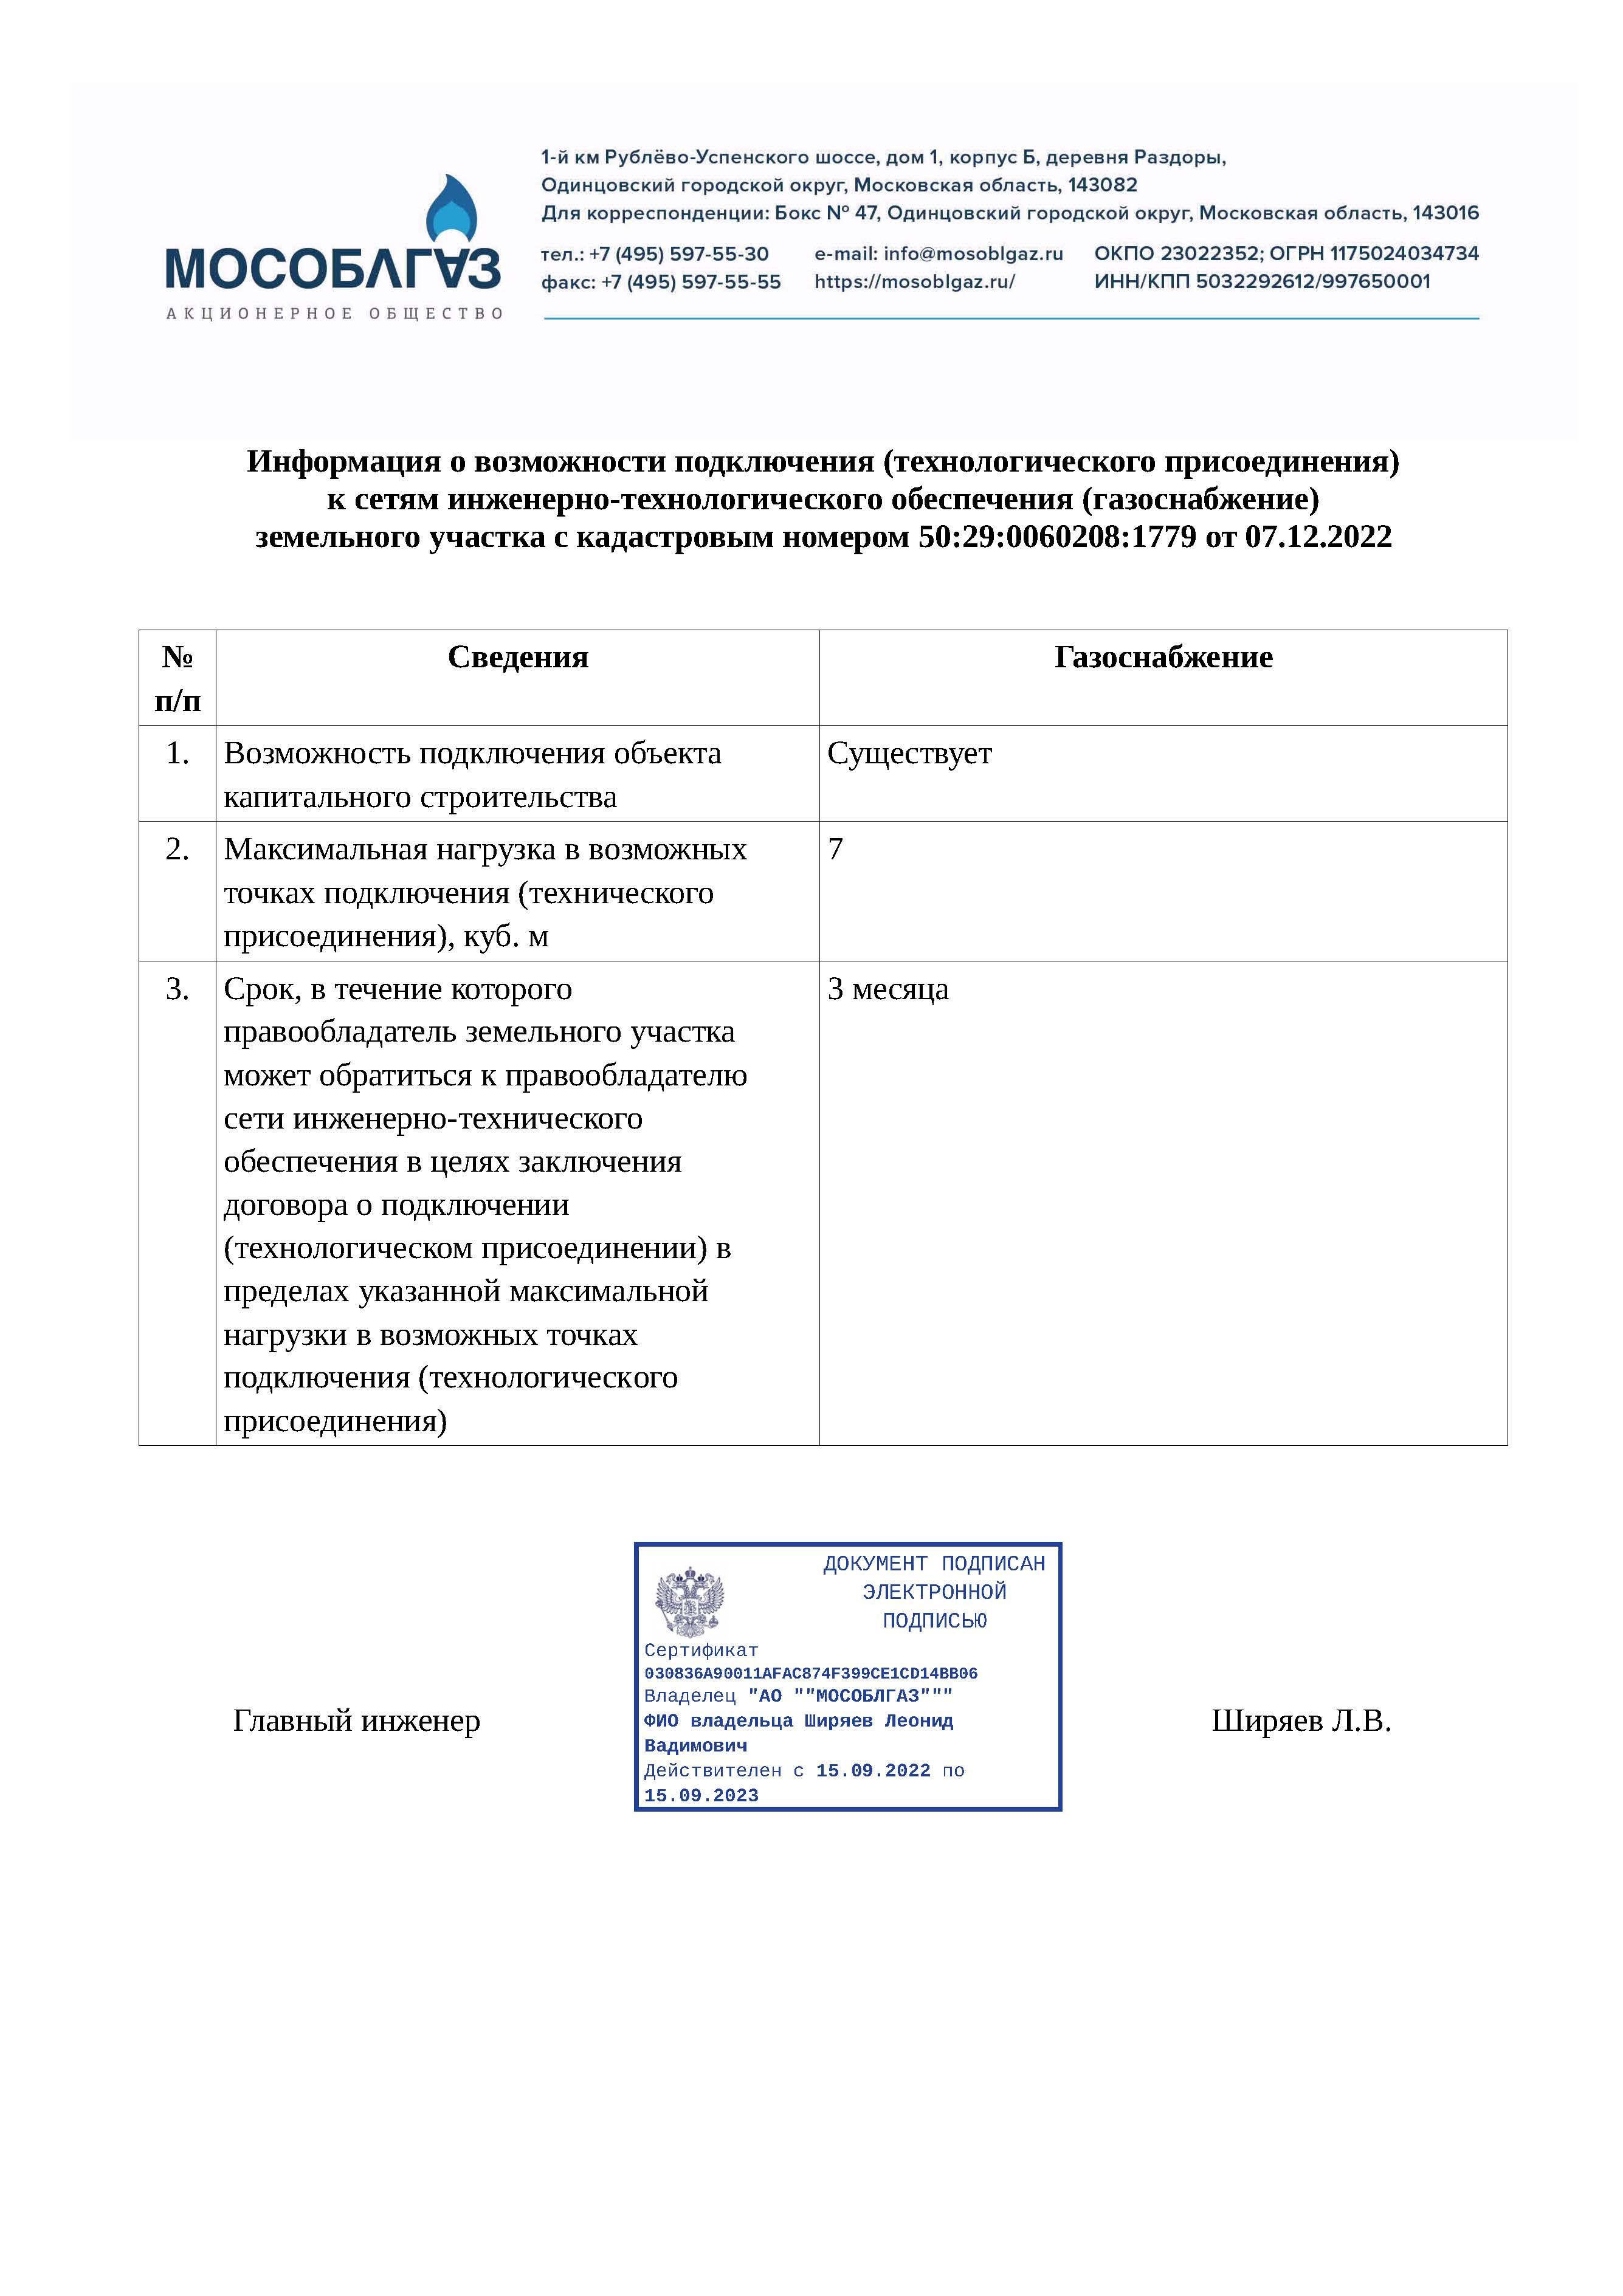 1-й км Рублёво-Успенского шоссе, дом 1, корпус Б, деревня Раздоры,
Одинцовский городской округ, Московская область, 143082
Для корреспонденции: Бокс № 47, Одинцовский городской округ, Московская область, 143016
МОСОБЛГАЗ
АКЦИОНЕРНОЕ ОБЩЕСТВО
тел.: +7 (495) 597-55-30 e-mail: info@mosoblgaz.ru ОКПО 23022352; ОГРН 1175024034734
факс: +7 (495) 597-55-55 https://mosoblgaz.ru/ ИНН/КПП 5032292612/997650001
Информация о возможности подключения (технологического присоединения)
к сетям инженерно-технологического обеспечения (газоснабжение)
земельного участка с кадастровым номером 50:29:0060208:1779 от 07.12.2022
№ Сведения Газоснабжение
п/п
1. Возможность подключения объекта Существует
капитального строительства
2. Максимальная нагрузка в возможных 7
точках подключения (технического
присоединения), куб. м
3. Срок, в течение которого 3 месяца
правообладатель земельного участка
может обратиться к правообладателю
сети инженерно-технического
обеспечения в целях заключения
договора о подключении
(технологическом присоединении) в
пределах указанной максимальной
нагрузки в возможных точках
подключения (технологического
присоединения)
ДОКУМЕНТ ПОДПИСАН
ЭЛЕКТРОННОЙ
ПОДПИСЬЮ
Сертификат
030836A90011AFAC874F399CE1CD14BB06
Владелец "АО ""МОСОБЛГАЗ"""
Главный инженер ФИО владельца Ширяев Леонид Ширяев Л.В.
Вадимович
Действителен с 15.09.2022 по
15.09.2023